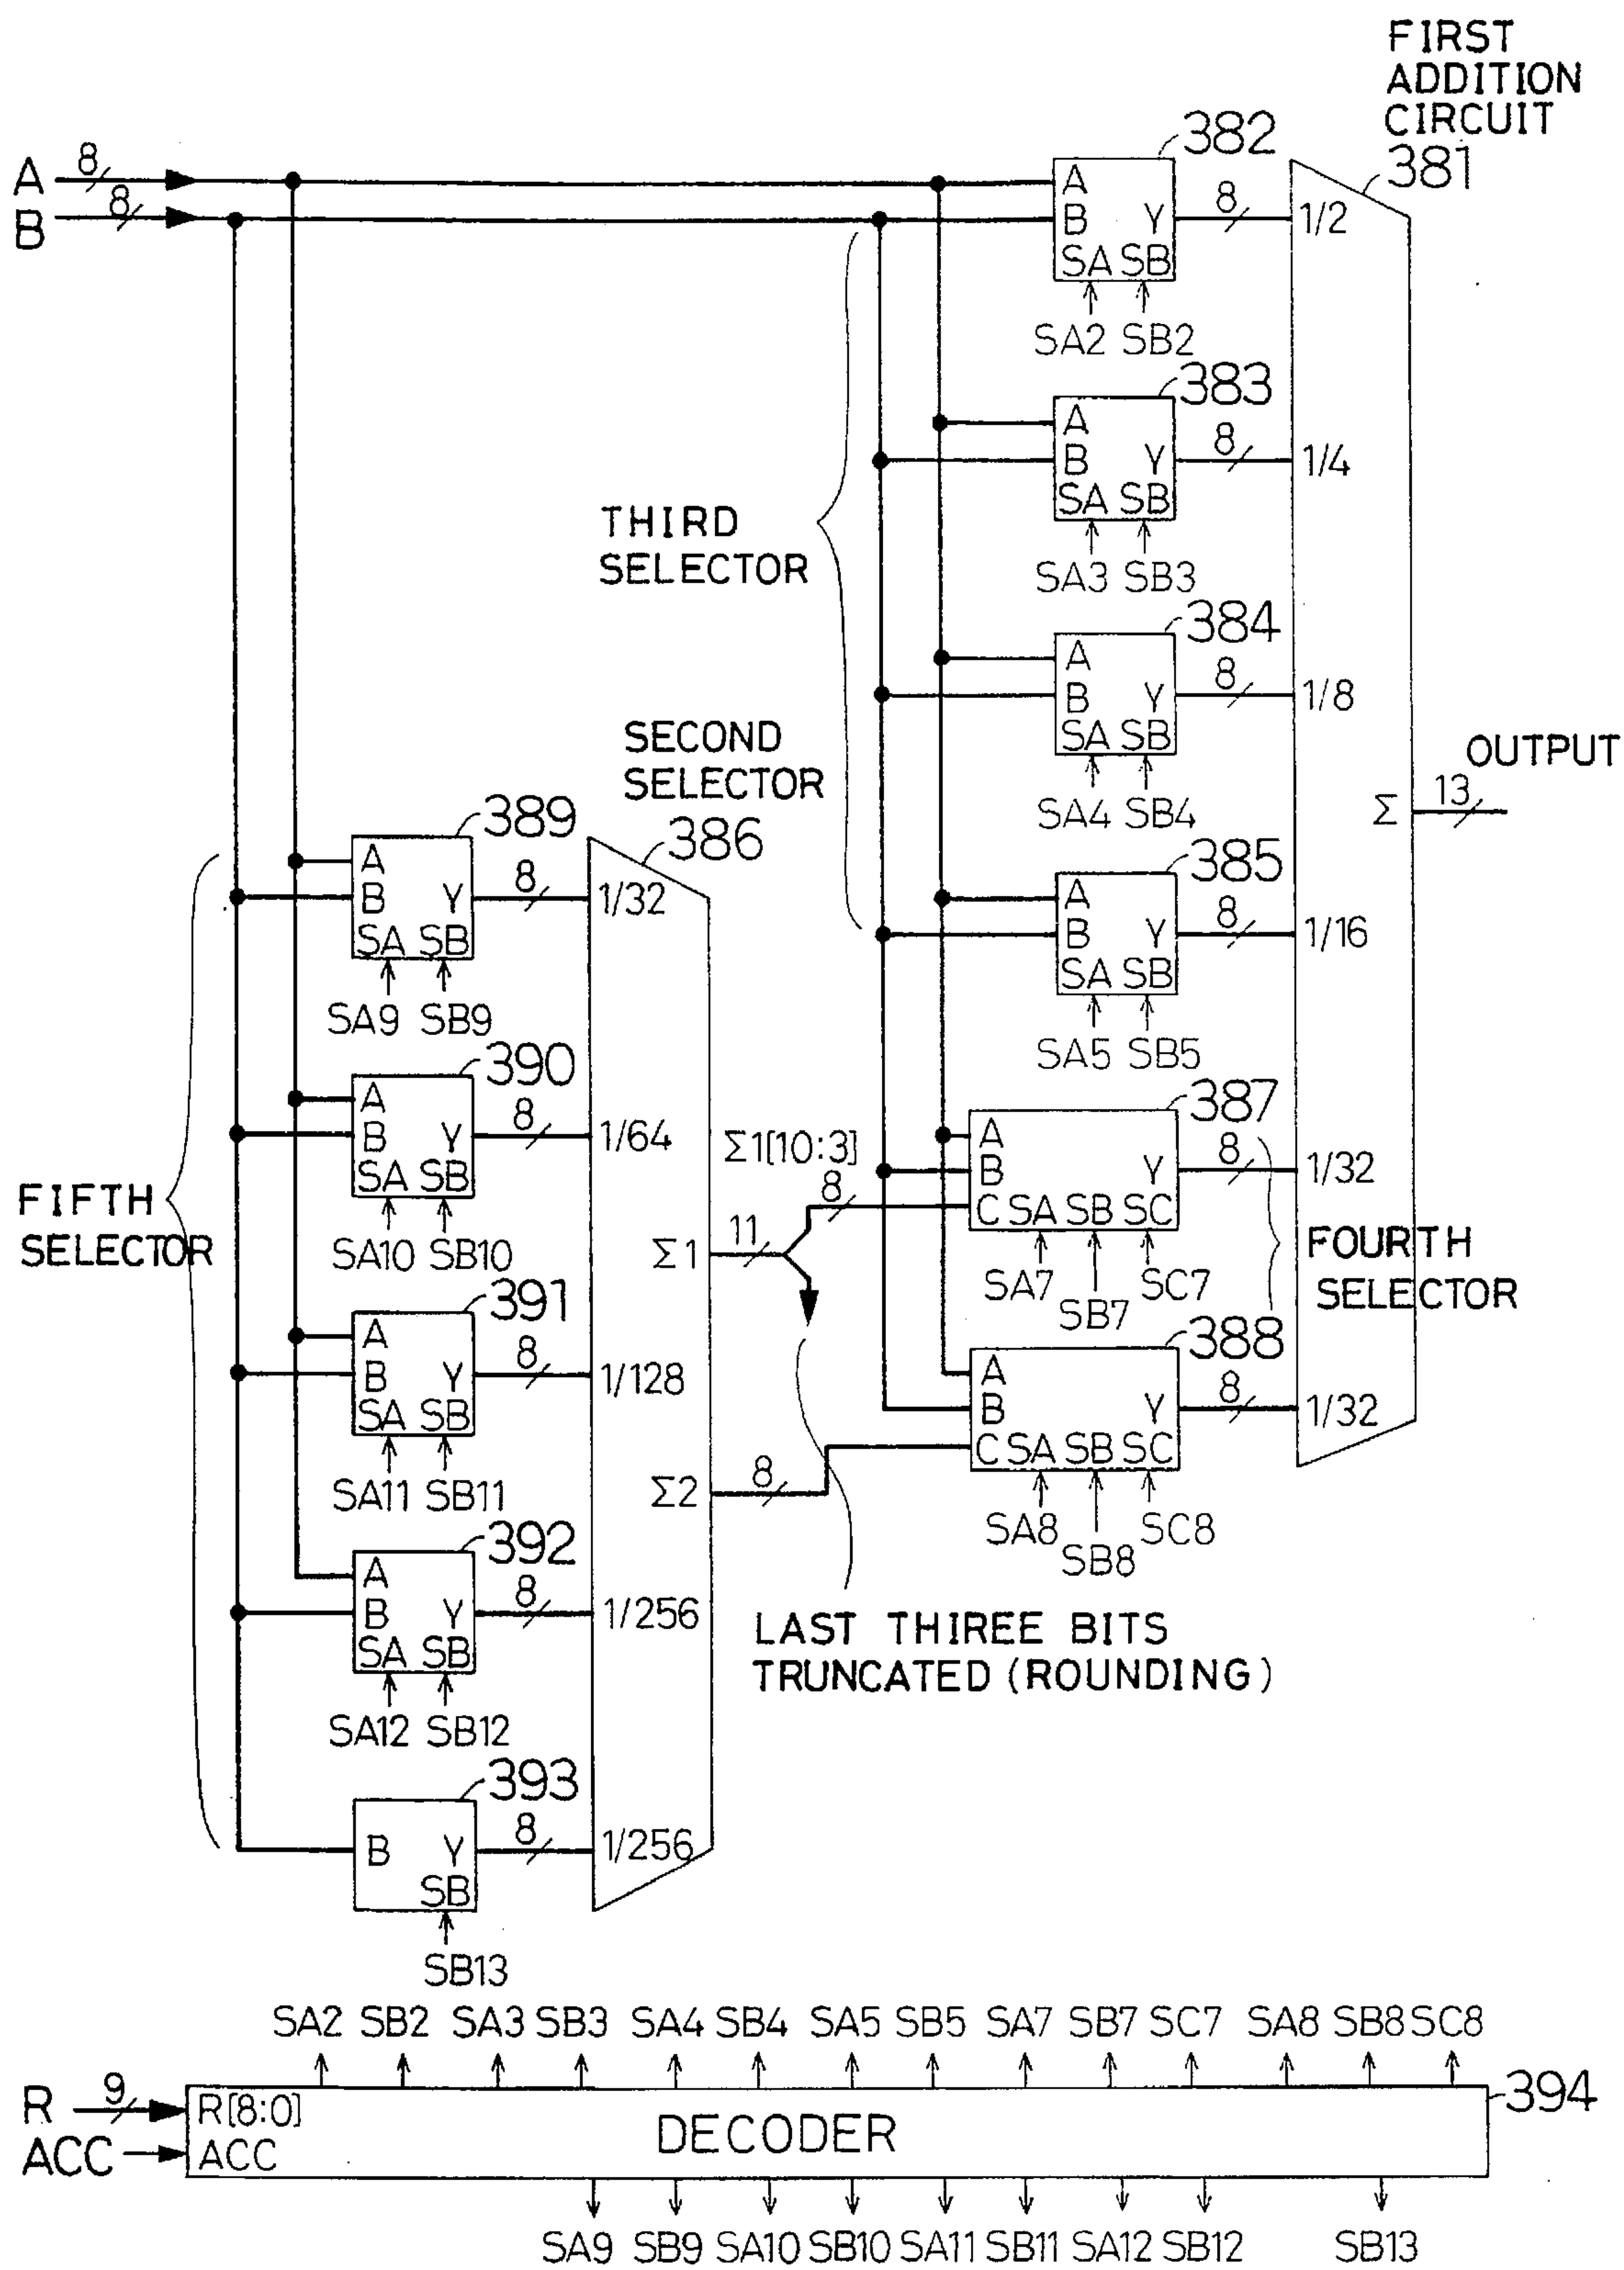 FIRST
ADDITION
CIRCUIT
381
A 8
B 8
382
A
B Y
SA SB
8
1/2
SA2 SB2
383
A
B Y
SA SB
8
1/4
SA3 SB3
THIRD
SELECTOR
384
A
B Y
SA SB
8
1/8
SA4 SB4
OUTPUT
Σ 13
SECOND
SELECTOR
386
385
A
B Y
SA SB
8
1/16
SA5 SB5
389
A
B Y
SA SB
8
1/32
SA9 SB9
390
A
B Y
SA SB
8
1/64
SA10 SB10
FIFTH
SELECTOR
Σ1[10:3]
8
Σ1 11
387
A
B Y
C SA SB SC
8
1/32
SA7 SB7 SC7
FOURTH
SELECTOR
391
A
B Y
SA SB
8
1/128
SA11 SB11
388
A
B Y
C SA SB SC
8
1/32
SA8 SB8 SC8
Σ2 8
392
A
B Y
SA SB
8
1/256
SA12 SB12
LAST THIREE BITS
TRUNCATED (ROUNDING)
393
B Y
SB
8
1/256
SB13
SA2 SB2 SA3 SB3 SA4 SB4 SA5 SB5 SA7 SB7 SC7 SA8 SB8 SC8
R 9 R[8:0]
ACC ACC
DECODER
394
SA9 SB9 SA10 SB10 SA11 SB11 SA12 SB12 SB13